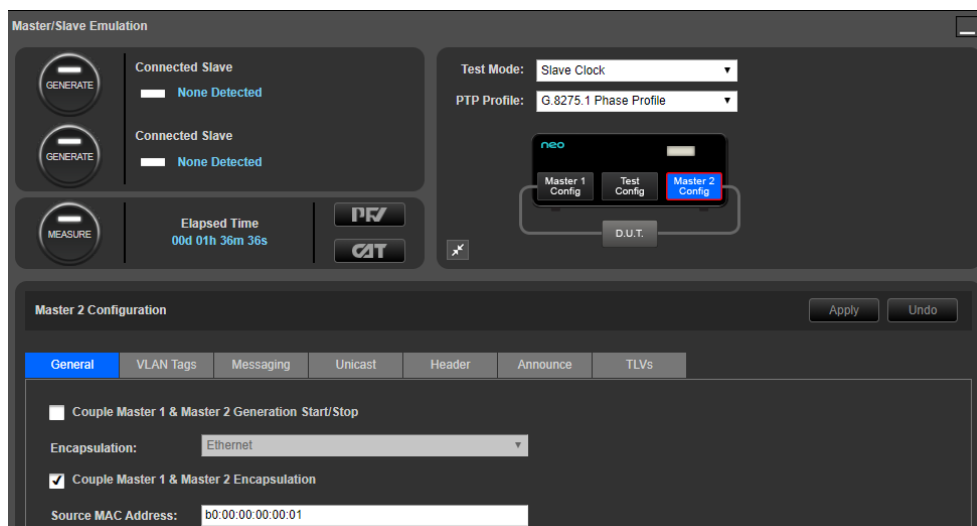 Master/Slave Emulation
GENERATE
Connected Slave
None Detected
GENERATE
Connected Slave
None Detected
MEASURE
Elapsed Time
00d 01h 36m 36s
PFV
CAT
Test Mode:
Slave Clock
PTP Profile:
G.8275.1 Phase Profile
neo
Master 1
Config
Test
Config
Master 2
Config
D.U.T.
Master 2 Configuration
Apply
Undo
General
VLAN Tags
Messaging
Unicast
Header
Announce
TLVs
Couple Master 1 & Master 2 Generation Start/Stop
Encapsulation:
Ethernet
Couple Master 1 & Master 2 Encapsulation
Source MAC Address:
b0:00:00:00:00:01